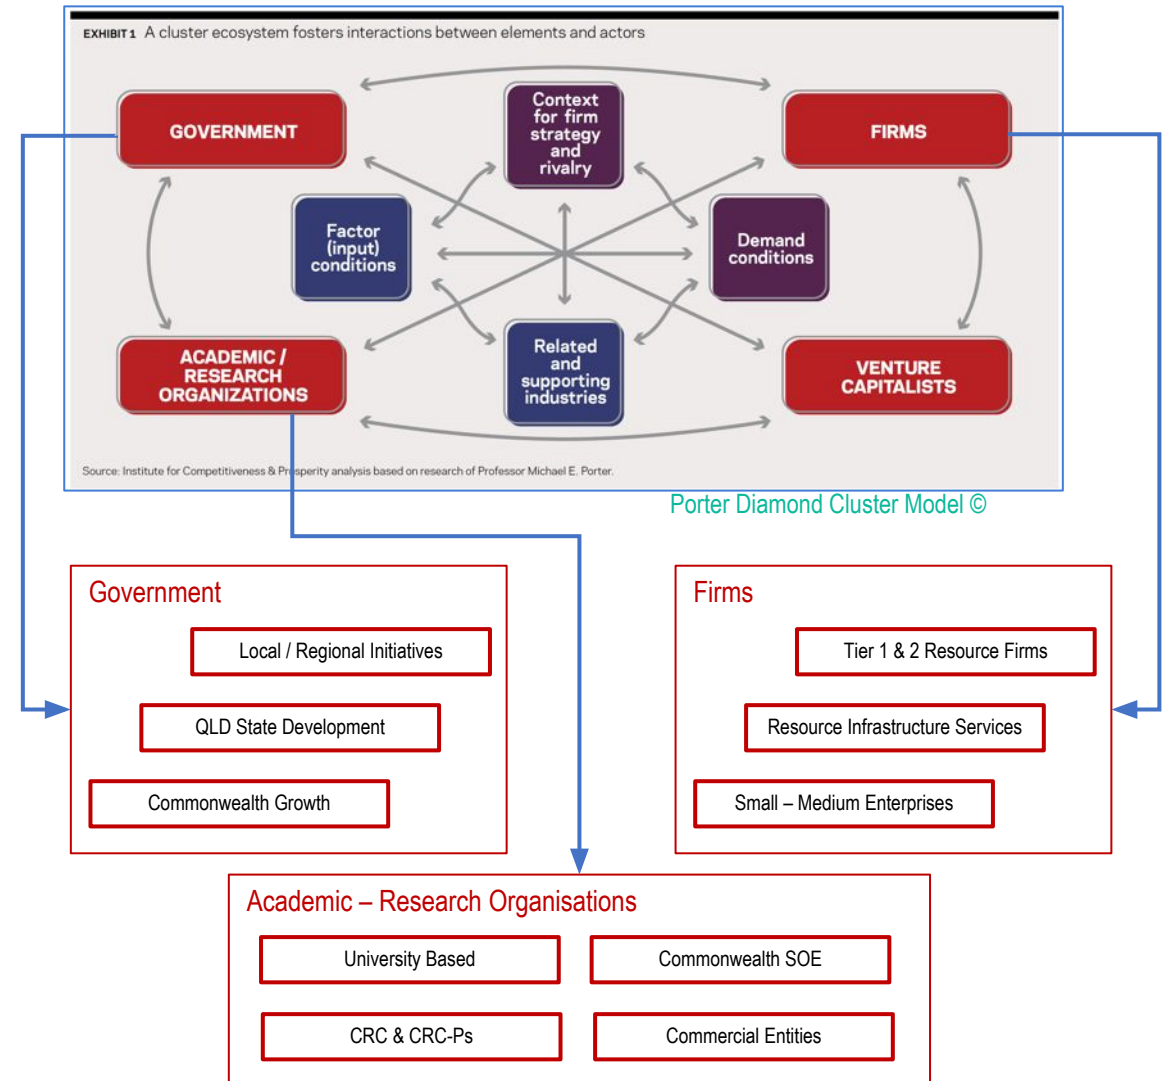 EXHIBIT 1 A cluster ecosystem fosters interactions between elements and actors
GOVERNMENT
Context
for firm
strategy
and
rivalry
FIRMS
Factor
(input)
conditions
Demand
conditions
ACADEMIC /
RESEARCH
ORGANIZATIONS
Related
and
supporting
industries
VENTURE
CAPITALISTS
Source: Institute for Competitiveness & Prosperity analysis based on research of Professor Michael E. Porter.
Porter Diamond Cluster Model ©
Government
Local / Regional Initiatives
QLD State Development
Commonwealth Growth
Firms
Tier 1 & 2 Resource Firms
Resource Infrastructure Services
Small – Medium Enterprises
Academic – Research Organisations
University Based
Commonwealth SOE
CRC & CRC-Ps
Commercial Entities